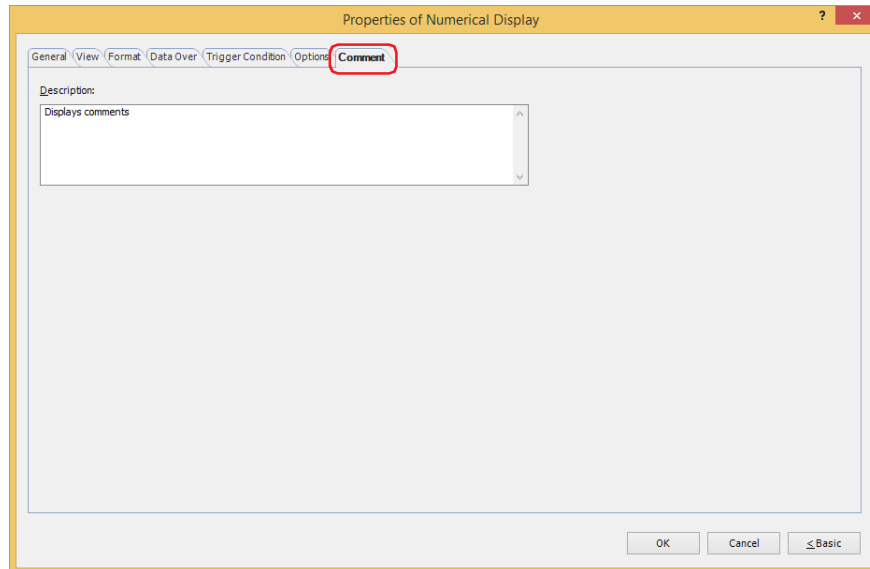 Properties of Numerical Display
? ×
General View Format Data Over Trigger Condition Options Comment
Description:
Displays comments
OK Cancel < Basic